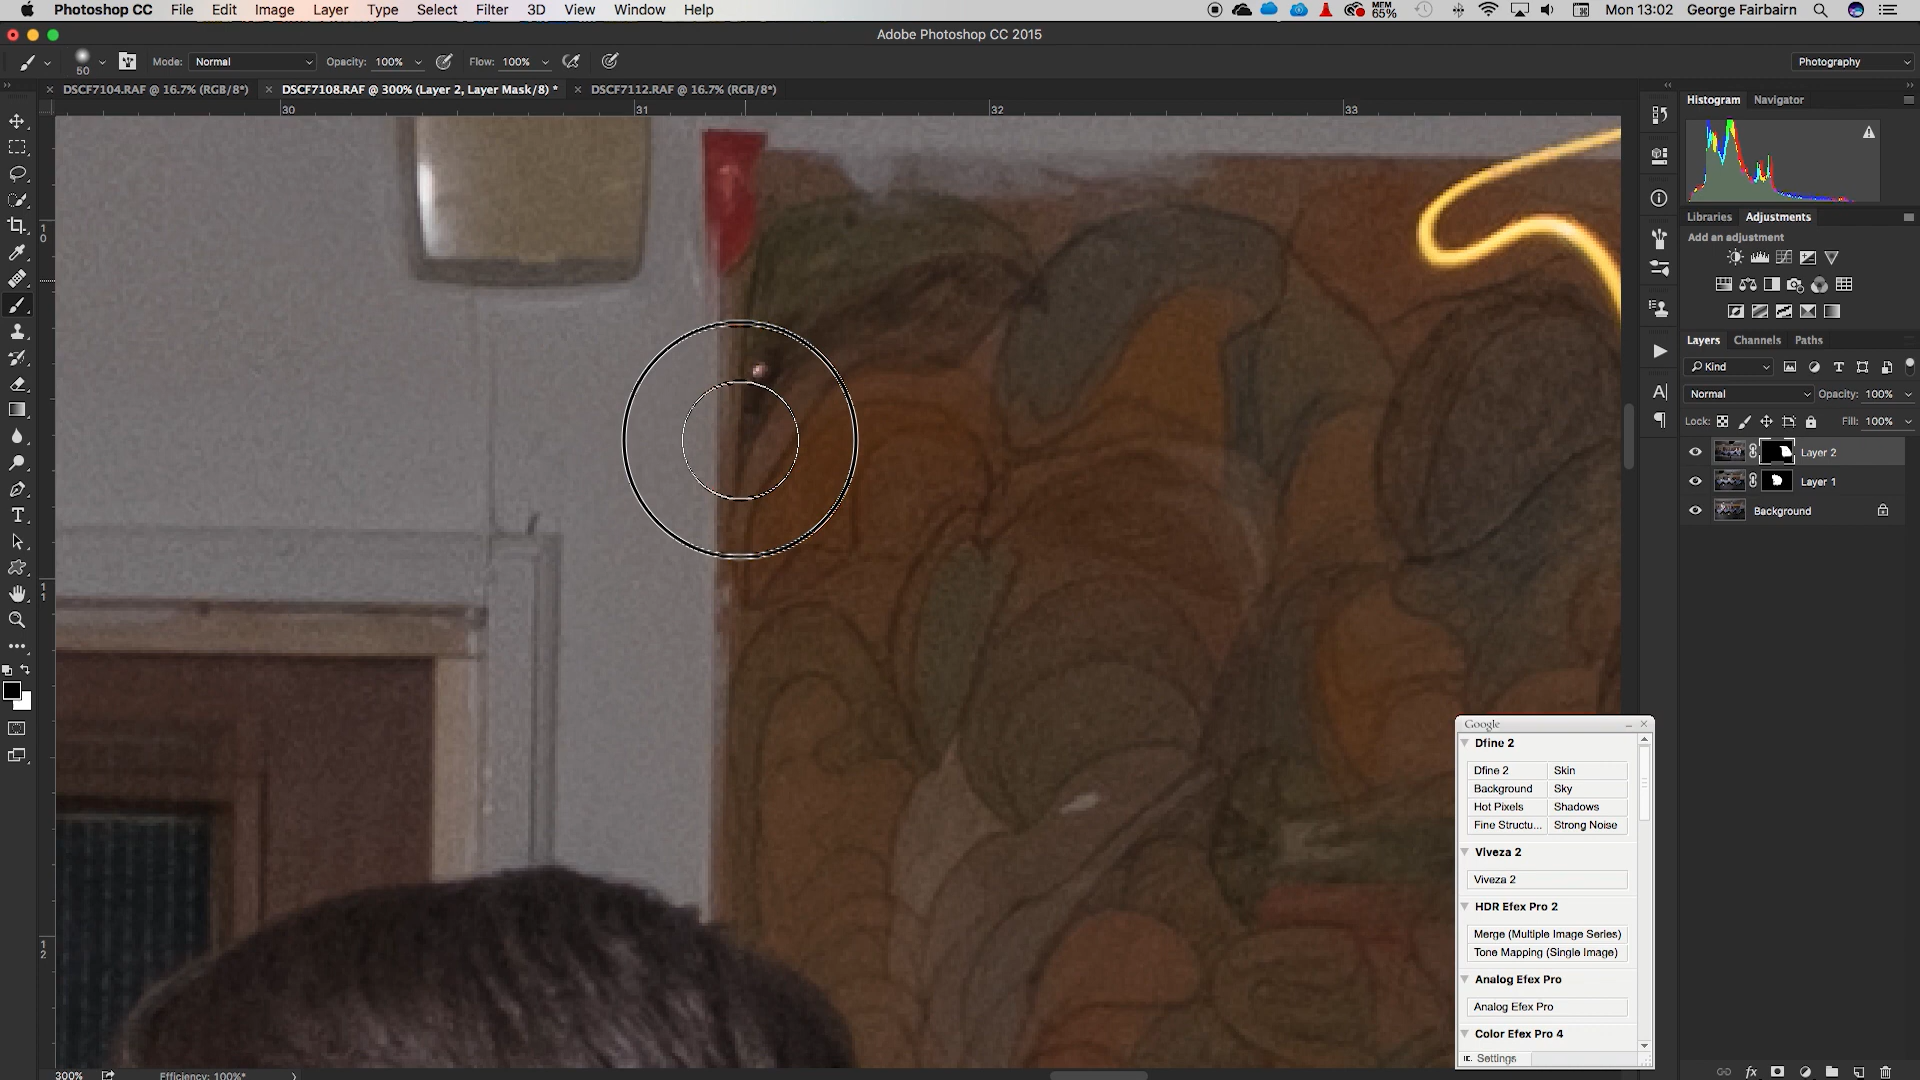 Photoshop CC File Edit Image Layer Type Select Filter 3D View Window Help MEM 65% Mon 13:02 George Fairbairn
Adobe Photoshop CC 2015
50 Mode: Normal Opacity: 100% Flow: 100% Photography
DSCF7104.RAF @ 16.7% (RGB/8*) DSCF7108.RAF @ 300% (Layer 2, Layer Mask/8) * DSCF7112.RAF @ 16.7% (RGB/8*)
30 31 32 33
Histogram Navigator
Libraries Adjustments
Add an adjustment
Layers Channels Paths
Kind
Normal Opacity: 100%
Lock: Fill: 100%
Layer 2
Layer 1
Background
10
11
12
Google
Dfine 2
Dfine 2 Skin
Background Sky
Hot Pixels Shadows
Fine Structu... Strong Noise
Viveza 2
Viveza 2
HDR Efex Pro 2
Merge (Multiple Image Series)
Tone Mapping (Single Image)
Analog Efex Pro
Analog Efex Pro
Color Efex Pro 4
Settings
300% Efficiency: 100%*